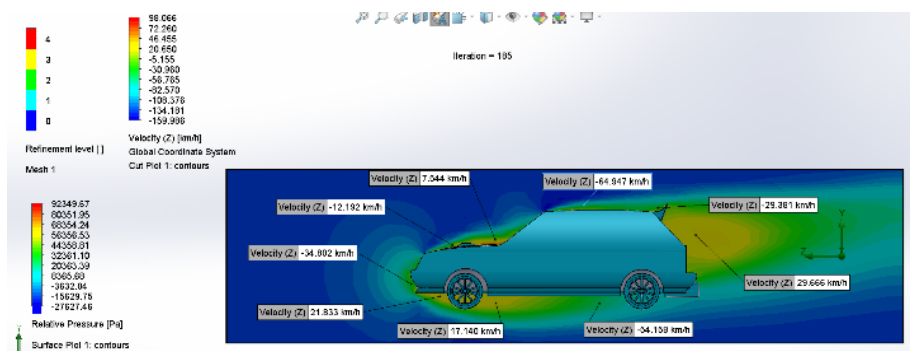 4
3
2
1
0
Refinement level [ ]
Mesh 1
98.066
72.260
46.455
20.650
-5.155
-30.960
-56.765
-82.570
-108.376
-134.181
-159.986
Velocity (Z) [km/h]
Global Coordinate System
Cut Plot 1: contours
Iteration = 185
92349.67
80351.95
68354.24
56356.53
44358.81
32361.10
20363.39
8365.68
-3632.04
-15629.75
-27627.46
Relative Pressure [Pa]
Surface Plot 1: contours
Velocity (Z) 7.544 km/h
Velocity (Z) -64.947 km/h
Velocity (Z) -12.192 km/h
Velocity (Z) -29.381 km/h
Velocity (Z) -34.802 km/h
Velocity (Z) 29.666 km/h
Velocity (Z) 21.833 km/h
Velocity (Z) 17.140 km/h
Velocity (Z) -54.159 km/h
Y
Z